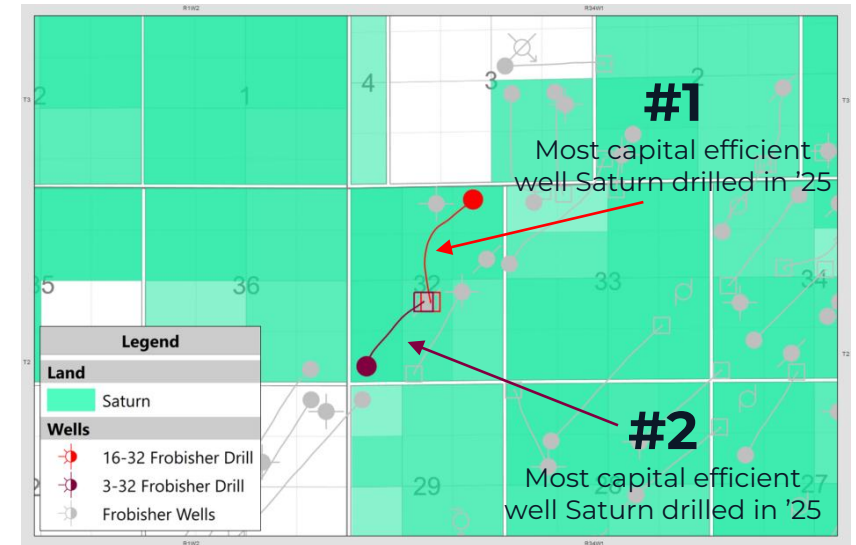 R1W2
R34W1
T3
2
1
4
3
2
T3
#1
Most capital efficient
well Saturn drilled in '25
35
36
32
33
34
Legend
Land
Saturn
Wells
16-32 Frobisher Drill
3-32 Frobisher Drill
Frobisher Wells
T2
T2
#2
Most capital efficient
well Saturn drilled in '25
29
28
27
R1W2
R34W1